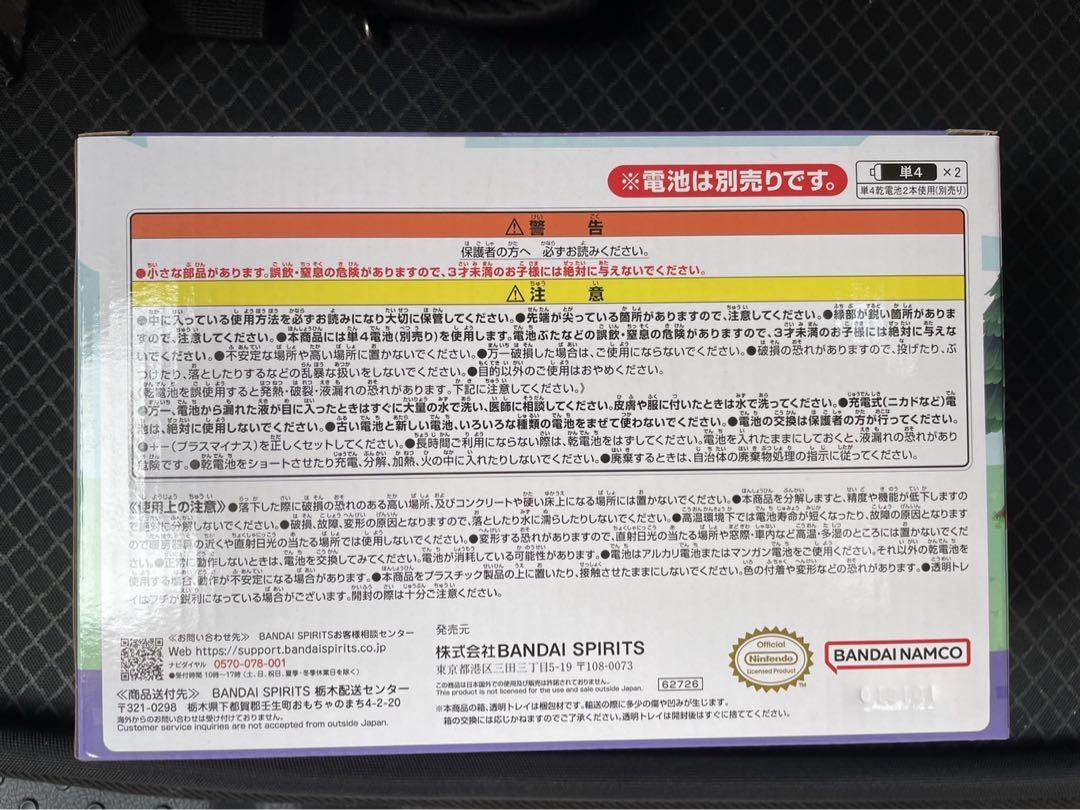 ※電池は別売りです。
単4 ×2
単4乾電池2本使用(別売り)
⚠警告
保護者の方へ 必ずお読みください。
●小さな部品があります。誤飲・窒息の危険がありますので、3才未満のお子様には絶対に与えないでください。
⚠注意
●中に入っている使用方法を必ずお読みになり大切に保管してください。●先端が尖っている箇所がありますので、注意してください。●縁部が鋭い箇所がありま
すので、注意してください。●本商品には単4電池(別売り)を使用します。電池ぶたなどの誤飲・窒息の危険がありますので、3才未満のお子様には絶対に与えな
いでください。●不安定な場所や高い場所に置かないでください。●万一破損した場合は、ご使用にならないでください。●破損の恐れがありますので、投げたり、ぶ
つけたり、落としたりするなどの乱暴な扱いをしないでください。●目的以外のご使用はおやめください。
《乾電池を誤使用すると発熱・破裂・液漏れの恐れがあります。下記に注意してください。》
●万一、電池から漏れた液が目に入ったときはすぐに大量の水で洗い、医師に相談してください。皮膚や服に付いたときは水で洗ってください。●充電式(ニカドなど)電
池は、絶対に使用しないでください。●古い電池と新しい電池、いろいろな種類の電池をまぜて使わないでください。●電池の交換は保護者の方が行ってください。
●+−(プラスマイナス)を正しくセットしてください。●長時間ご利用にならない際は、乾電池をはずしてください。電池を入れたままにしておくと、液漏れの恐れがあり
危険です。●乾電池をショートさせたり充電、分解、加熱、火の中に入れたりしないでください。●廃棄するときは、自治体の廃棄物処理の指示に従ってください。
《使用上の注意》●落下した際に破損の恐れのある高い場所、及びコンクリートや硬い床上になる場所には置かないでください。●本商品を分解しますと、精度や機能が低下します
ので絶対に分解しないでください。●破損、故障、変形の原因となりますので、落としたり水に濡らしたりしないでください。●高温環境下では電池寿命が短くなったり、故障の原因となります
ので暖房器具の近くや直射日光の当たる場所では使用しないでください。●変形する恐れがありますので、直射日光の当たる場所や窓際・車内など高温・多湿のところには置かないでくだ
さい。●正常に動作しないときは、電池を交換してみてください。電池が消耗している可能性があります。●電池はアルカリ電池またはマンガン電池をご使用ください。それ以外の乾電池を
使用する場合、動作が不安定になる場合があります。●本商品をプラスチック製品の上に置いたり、接触させたままにしないでください。色の付着や変形などの恐れがあります。●透明トレ
イはフチが鋭利になっている場合がございます。開封の際は十分ご注意ください。
≪お問い合わせ先≫ BANDAI SPIRITSお客様相談センター
Web https://support.bandaispirits.co.jp
ナビダイヤル 0570-078-001
●受付時間 10時〜17時(土、日、祝日、夏季・冬季休業日を除く)
≪商品送付先≫ BANDAI SPIRITS 栃木配送センター
〒321-0298 栃木県下都賀郡壬生町おもちゃのまち4-2-20
海外からのお問い合わせは受け付けておりません。
Customer service inquiries are not accepted from outside Japan.
発売元
株式会社BANDAI SPIRITS
東京都港区三田三丁目5-19 〒108-0073
この商品は日本国内での使用及び販売に許諾されております。
This product is not licensed for the use and sale outside Japan.
62726
※本商品の箱、透明トレイは梱包材です。輸送の際に多少の傷や凹みが生じます。
箱の交換には応じかねますのでご了承ください。透明トレイは開封後はすぐに捨ててください。
Official
Nintendo
Licensed Product
TM
BANDAI NAMCO